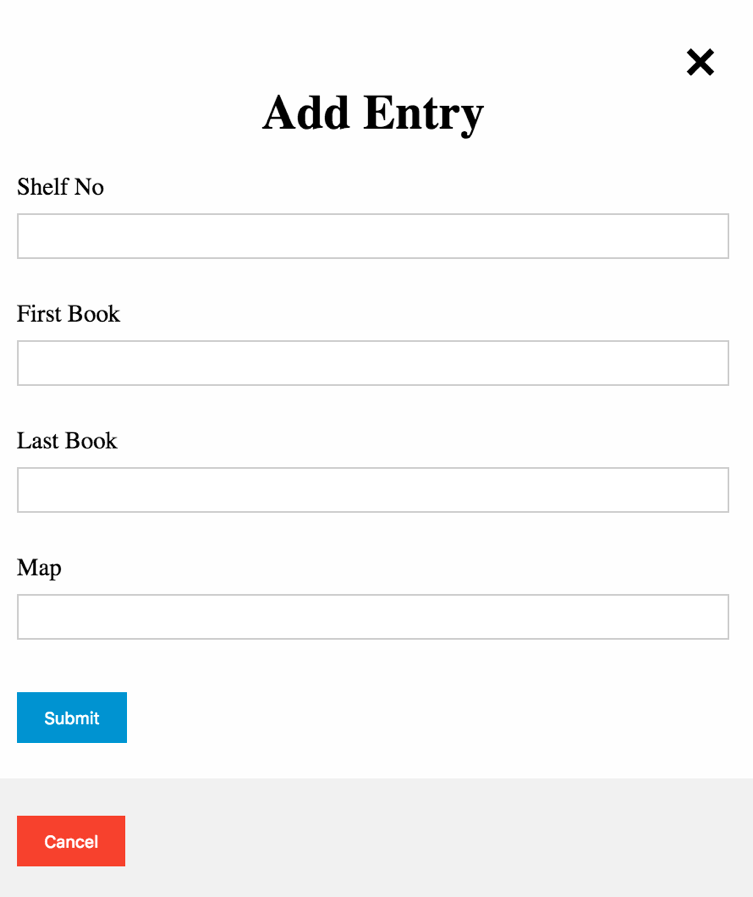 Add Entry
Shelf No
First Book
Last Book
Map
Submit
Cancel